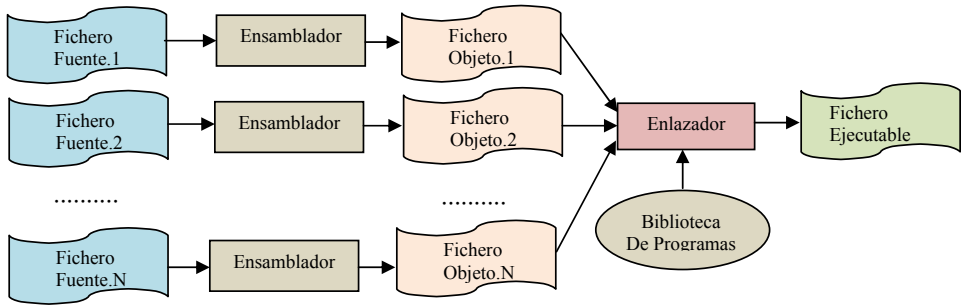 Fichero
Fuente.1
Ensamblador
Fichero
Objeto.1
Fichero
Fuente.2
Ensamblador
Fichero
Objeto.2
Enlazador
Fichero
Ejecutable
..........
..........
Biblioteca
De Programas
Fichero
Fuente.N
Ensamblador
Fichero
Objeto.N